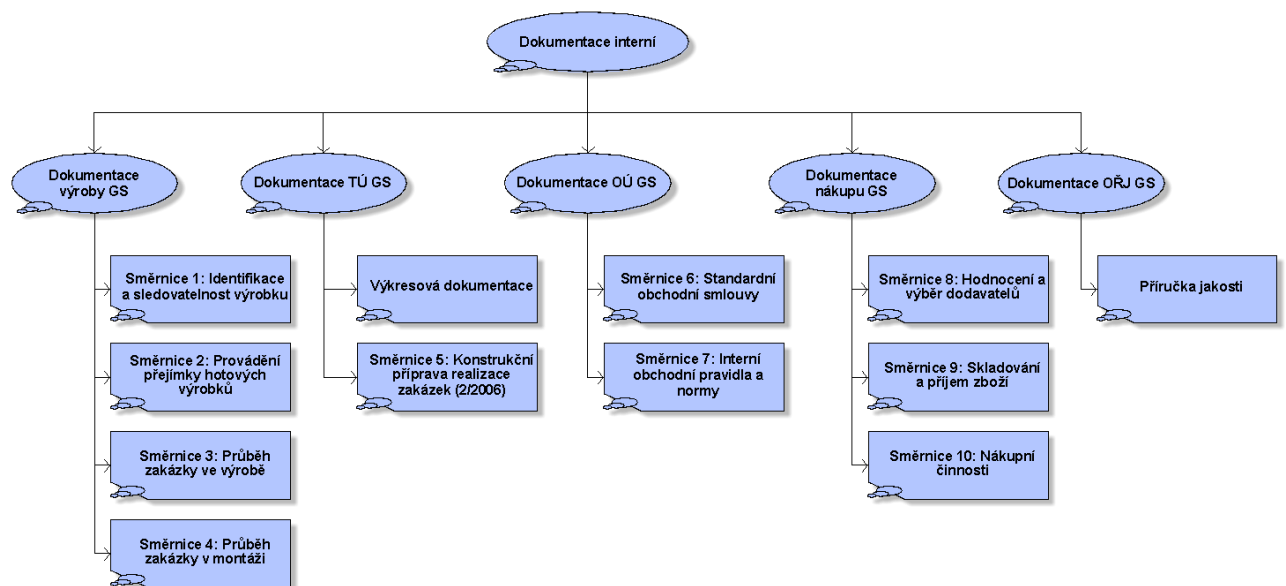 Dokumentace interní
Dokumentace
výroby GS
Dokumentace TÚ GS
Dokumentace OÚ GS
Dokumentace
nákupu GS
Dokumentace OŘJ GS
Směrnice 1: Identifikace
a sledovatelnost výrobku
Výkresová dokumentace
Směrnice 6: Standardní
obchodní smlouvy
Směrnice 8: Hodnocení a
výběr dodavatelů
Příručka jakosti
Směrnice 2: Provádění
přejímky hotových
výrobků
Směrnice 5: Konstrukční
příprava realizace
zakázek (2/2006)
Směrnice 7: Interní
obchodní pravidla a
normy
Směrnice 9: Skladování
a příjem zboží
Směrnice 3: Průběh
zakázky ve výrobě
Směrnice 10: Nákupní
činnosti
Směrnice 4: Průběh
zakázky v montáži